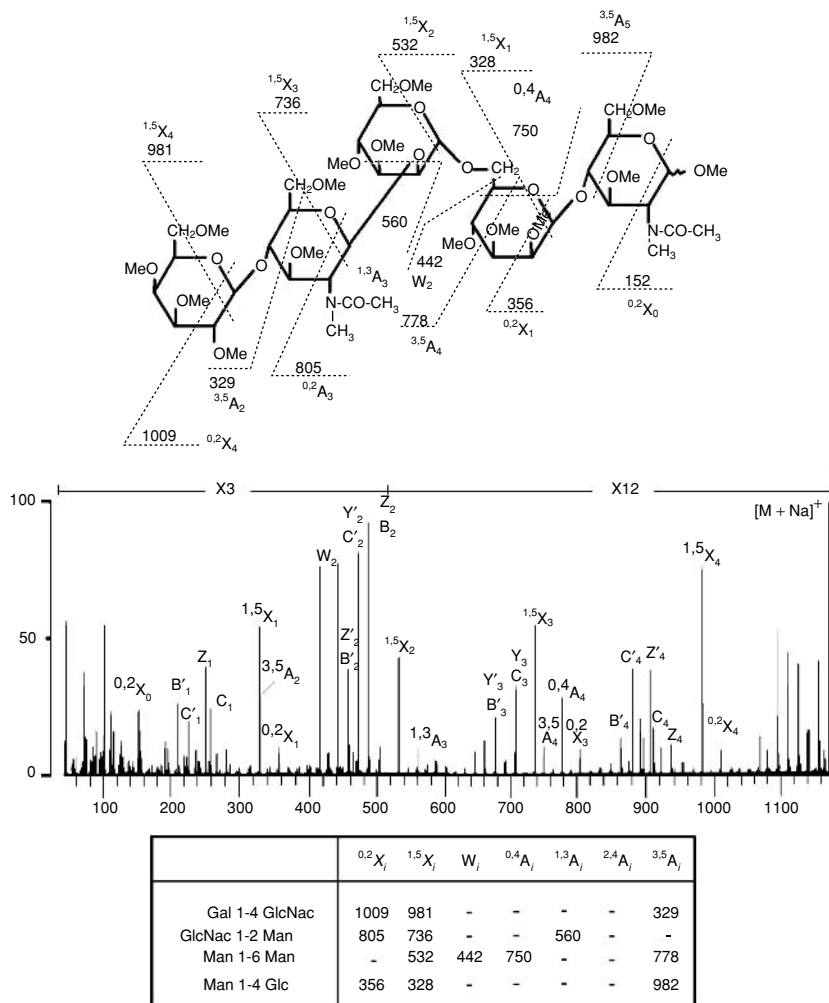 3,5A5
982
1,5X2
532
1,5X1
328
0,4A4
750
1,5X3
736
1,5X4
981
CH2OMe
O
OMe
MeO
O
O
CH2
CH2OMe
O
OMe
OMe
O
N-CO-CH3
CH3
CH2OMe
O
OMe
O
OMe
OMe
MeO
OMe
560
442
W2
1,3A3
N-CO-CH3
CH3
CH2OMe
O
MeO
OMe
OMe
O
778
3,5A4
356
0,2X1
152
0,2X0
329
3,5A2
805
0,2A3
1009 0,2X4
X3
X12
100
50
0
[M + Na]+
0,2X0
B'1
C'1
Z1
C1
1,5X1
3,5A2
0,2X1
W2
Z'2
B'2
Y'2
C'2
Z2
B2
1,5X2
1,3A3
Y'3
B'3
Y3
C3
1,5X3
3,5
A4
0,4A4
0,2
X3
B'4
C'4
Z'4
C4
Z4
1,5X4
0,2X4
100 200 300 400 500 600 700 800 900 1000 1100
0,2Xi 1,5Xi Wi 0,4Ai 1,3Ai 2,4Ai 3,5Ai
Gal 1-4 GlcNac 1009 981 - - - - 329
GlcNac 1-2 Man 805 736 - - 560 - -
Man 1-6 Man - 532 442 750 - - 778
Man 1-4 Glc 356 328 - - - - 982